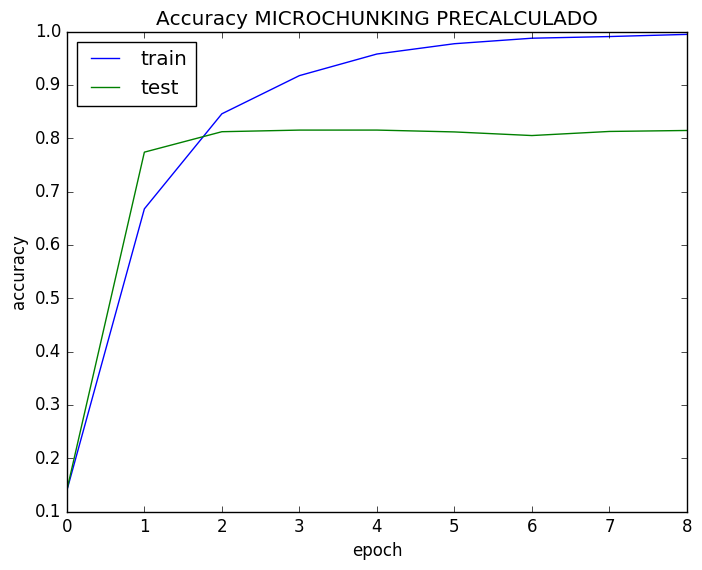 Accuracy MICROCHUNKING PRECALCULADO
train
test
accuracy
1.0
0.9
0.8
0.7
0.6
0.5
0.4
0.3
0.2
0.1
0 1 2 3 4 5 6 7 8
epoch